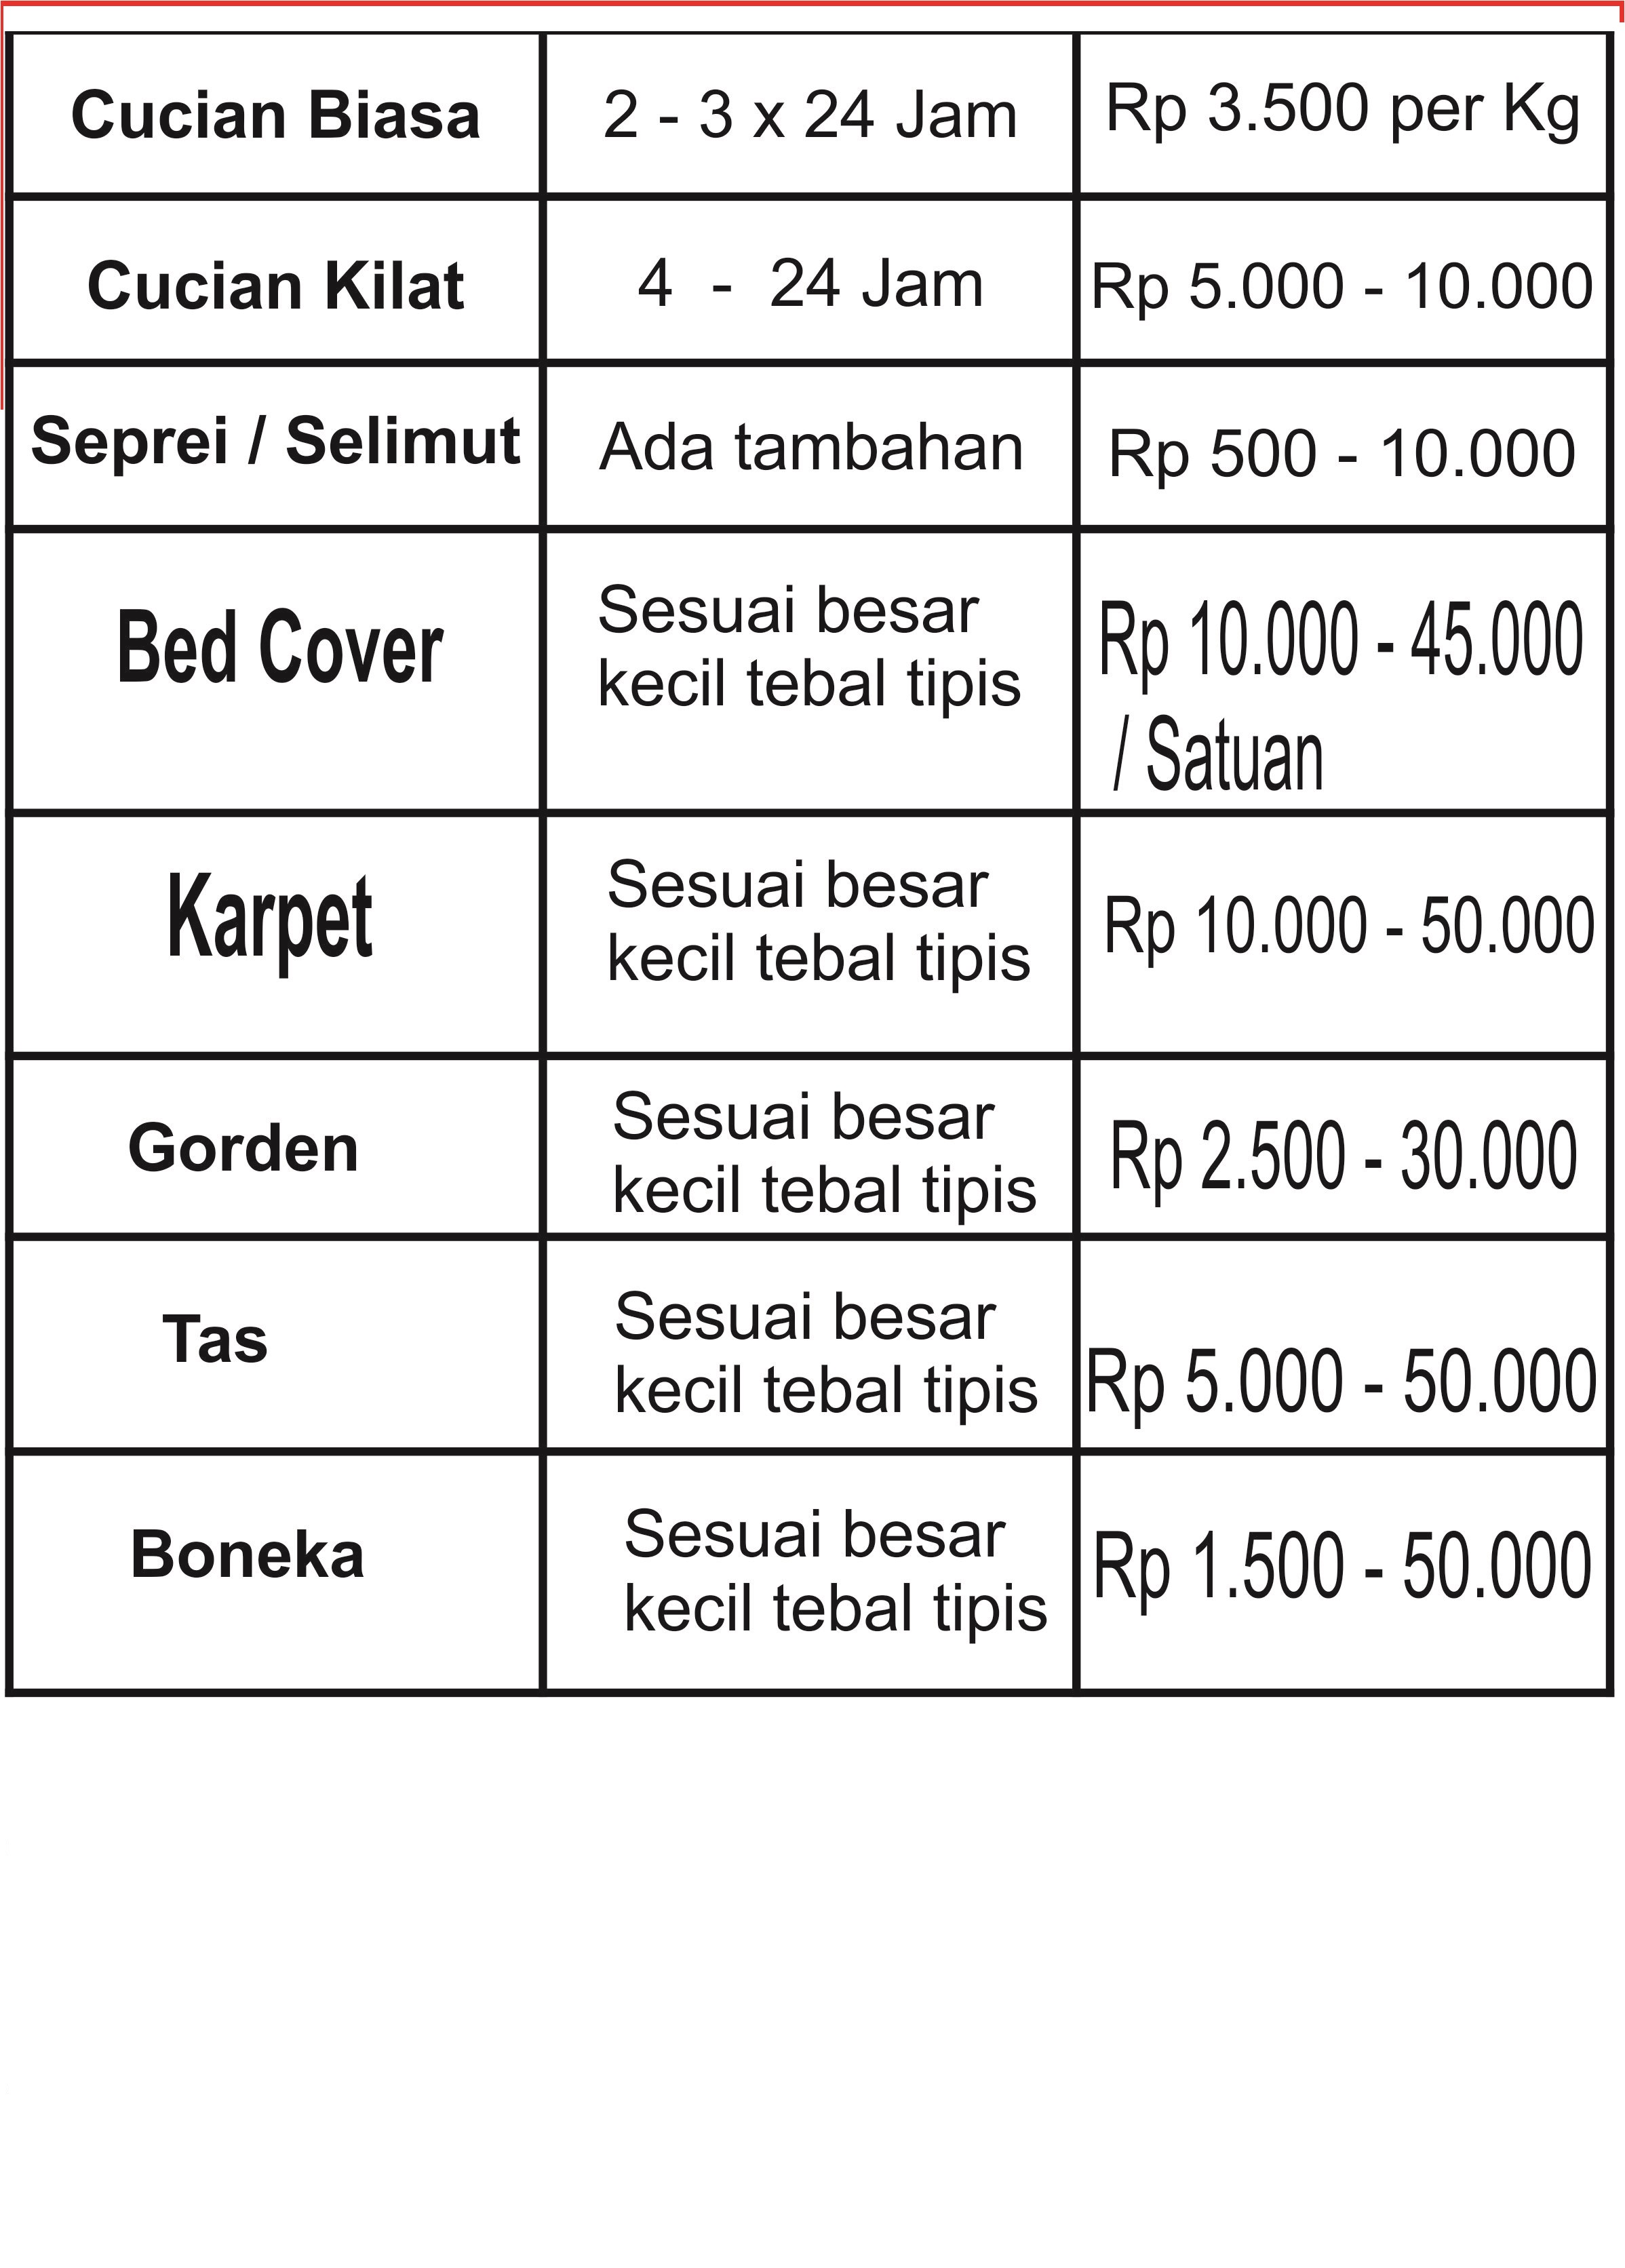 Cucian Biasa
2 - 3 x 24 Jam
Rp 3.500 per Kg
Cucian Kilat
4 - 24 Jam
Rp 5.000 - 10.000
Seprei / Selimut
Ada tambahan
Rp 500 - 10.000
Bed Cover
Sesuai besar
kecil tebal tipis
Rp 10.000 - 45.000
/ Satuan
Karpet
Sesuai besar
kecil tebal tipis
Rp 10.000 - 50.000
Gorden
Sesuai besar
kecil tebal tipis
Rp 2.500 - 30.000
Tas
Sesuai besar
kecil tebal tipis
Rp 5.000 - 50.000
Boneka
Sesuai besar
kecil tebal tipis
Rp 1.500 - 50.000